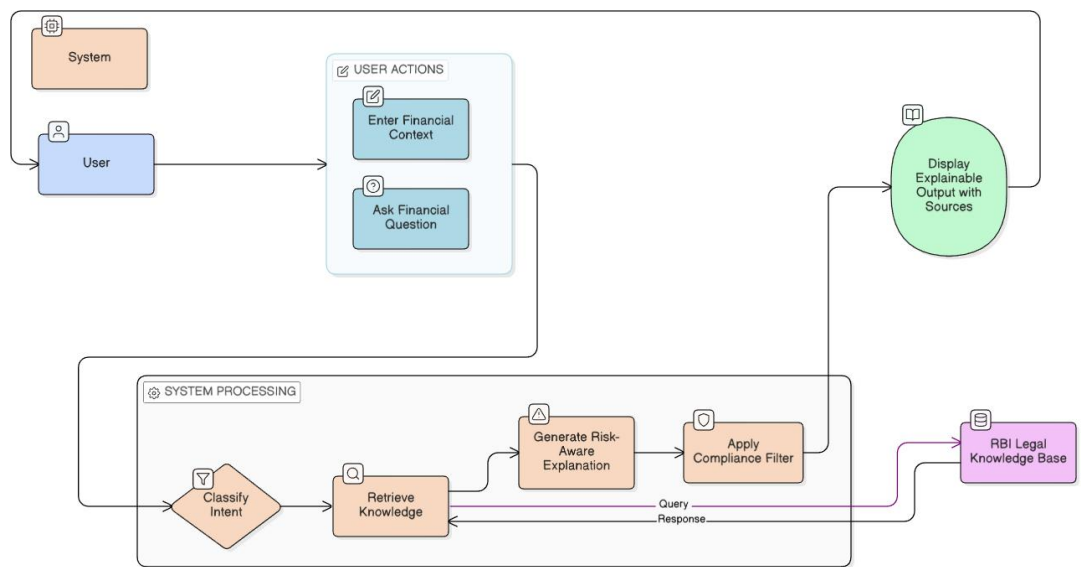 System
User
USER ACTIONS
Enter Financial
Context
Ask Financial
Question
Display
Explainable
Output with
Sources
SYSTEM PROCESSING
Classify
Intent
Retrieve
Knowledge
Generate Risk-
Aware
Explanation
Apply
Compliance Filter
RBI Legal
Knowledge Base
Query
Response